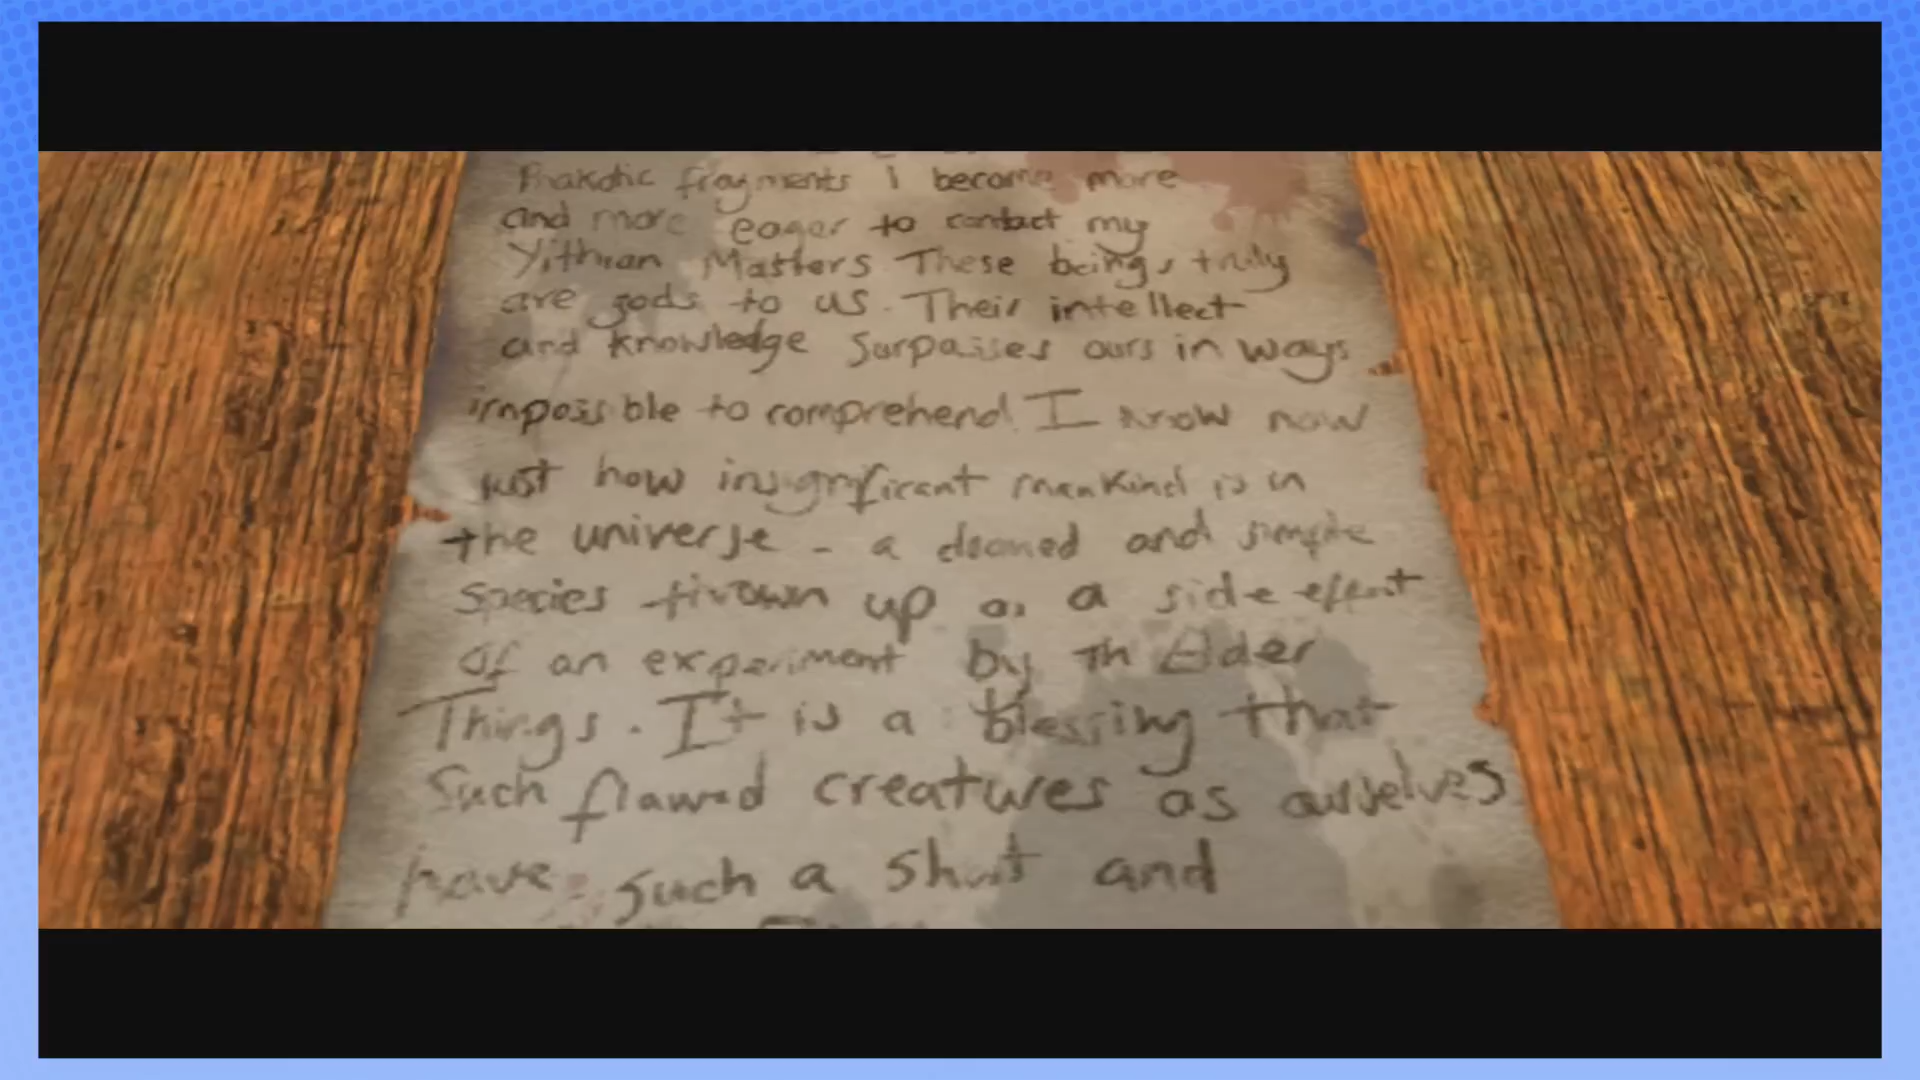 fragments I become more
and more eager to contact my
Yithian Masters These beings truly
are gods to us. Their intellect
and knowledge Surpasses ours in ways
impossible to comprehend. I know now
just how insignificant mankind is in
the universe - a doomed and simple
species thrown up as a side effect
of an experiment by th Elder
Things. It is a blessing that
Such flawed creatures as ourselves
have such a short and